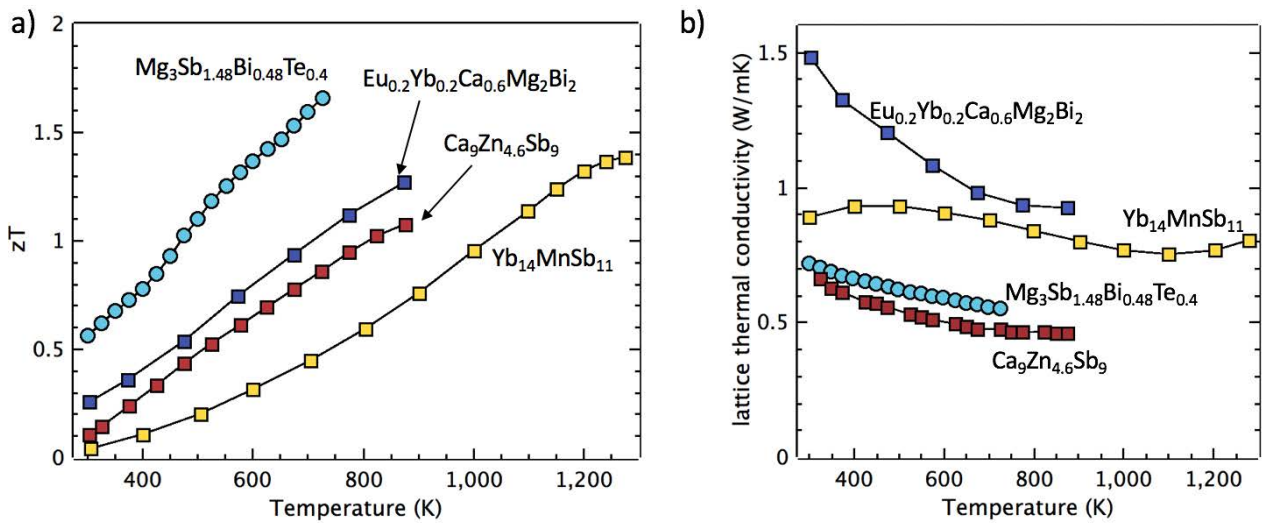 a)
2
1.5
1
0.5
0
zT
400
600
800
1,000
1,200
Temperature (K)
Mg₃Sb₁.₄₈Bi₀.₄₈Te₀.₄
Eu₀.₂Yb₀.₂Ca₀.₆Mg₂Bi₂
Ca₉Zn₄.₆Sb₉
Yb₁₄MnSb₁₁
b)
1.5
1
0.5
0
lattice thermal conductivity (W/mK)
400
600
800
1,000
1,200
Temperature (K)
Eu₀.₂Yb₀.₂Ca₀.₆Mg₂Bi₂
Yb₁₄MnSb₁₁
Mg₃Sb₁.₄₈Bi₀.₄₈Te₀.₄
Ca₉Zn₄.₆Sb₉